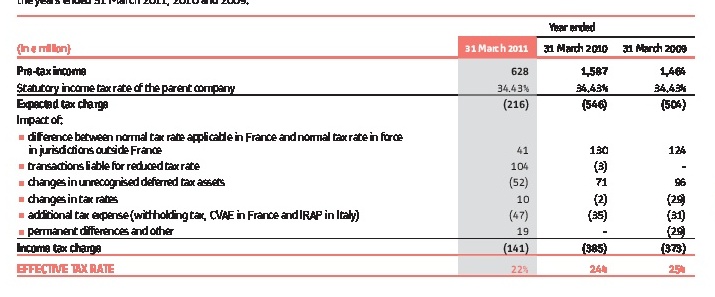 the years ended 31 March 2011, 2010 and 2009.
Year ended
(in € million) 31 March 2011 31 March 2010 31 March 2009
Pre-tax income 628 1,587 1,464
Statutory income tax rate of the parent company 34.43% 34.43% 34.43%
Expected tax charge (216) (546) (504)
Impact of:
▪ difference between normal tax rate applicable in France and normal tax rate in force
in jurisdictions outside France 41 130 124
▪ transactions liable for reduced tax rate 104 (3) -
▪ changes in unrecognised deferred tax assets (52) 71 96
▪ changes in tax rates 10 (2) (29)
▪ additional tax expense (withholding tax, CVAE in France and IRAP in Italy) (47) (35) (31)
▪ permanent differences and other 19 - (29)
Income tax charge (141) (385) (373)
EFFECTIVE TAX RATE 22% 24% 25%